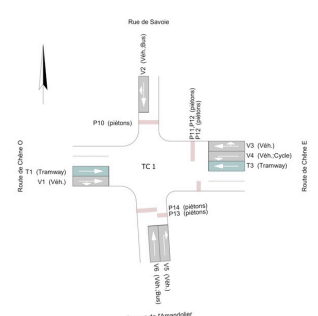 Rue de Savoie
V2 (Véh.;Bus)
P10 (piétons)
P11,P12 (piétons)
P12 (piétons)
Route de Chêne O
T1 (Tramway)
V1 (Véh.)
TC 1
V3 (Véh.)
V4 (Véh.;Cycle)
T3 (Tramway)
Route de Chêne E
P14 (piétons)
P13 (piétons)
V6 (Véh.;Bus)
V5 (Véh.)
de l'Amandolier